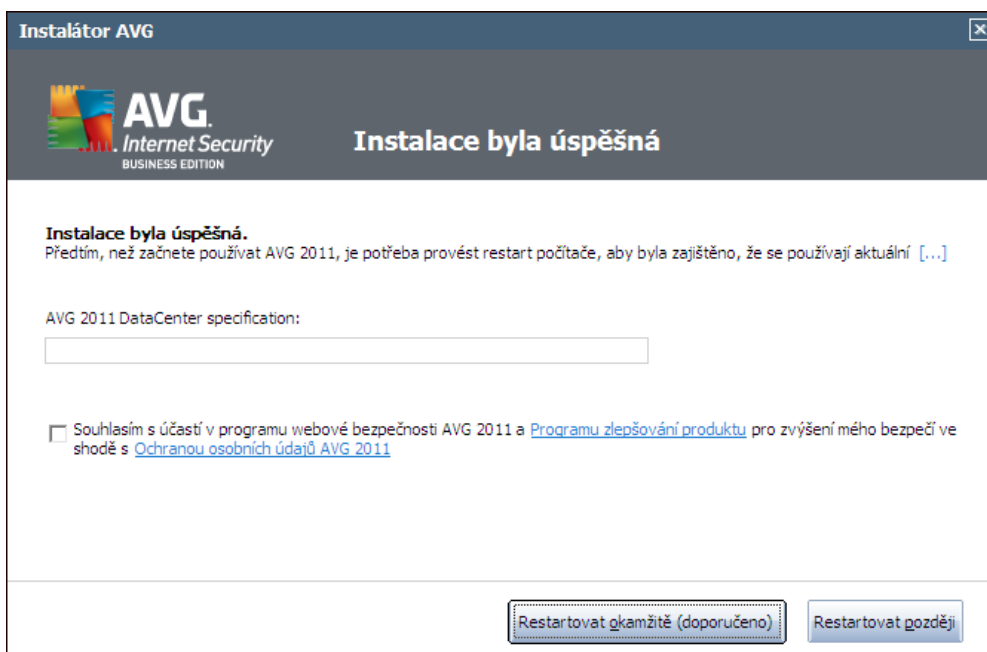 Instalátor AVG
AVG.
Internet Security
BUSINESS EDITION
Instalace byla úspěšná
Instalace byla úspěšná.
Předtím, než začnete používat AVG 2011, je potřeba provést restart počítače, aby byla zajištěno, že se používají aktuální [...]
AVG 2011 DataCenter specification:
Souhlasím s účastí v programu webové bezpečnosti AVG 2011 a Programu zlepšování produktu pro zvýšení mého bezpečí ve
shodě s Ochranou osobních údajů AVG 2011
Restartovat okamžitě (doporučeno)
Restartovat později